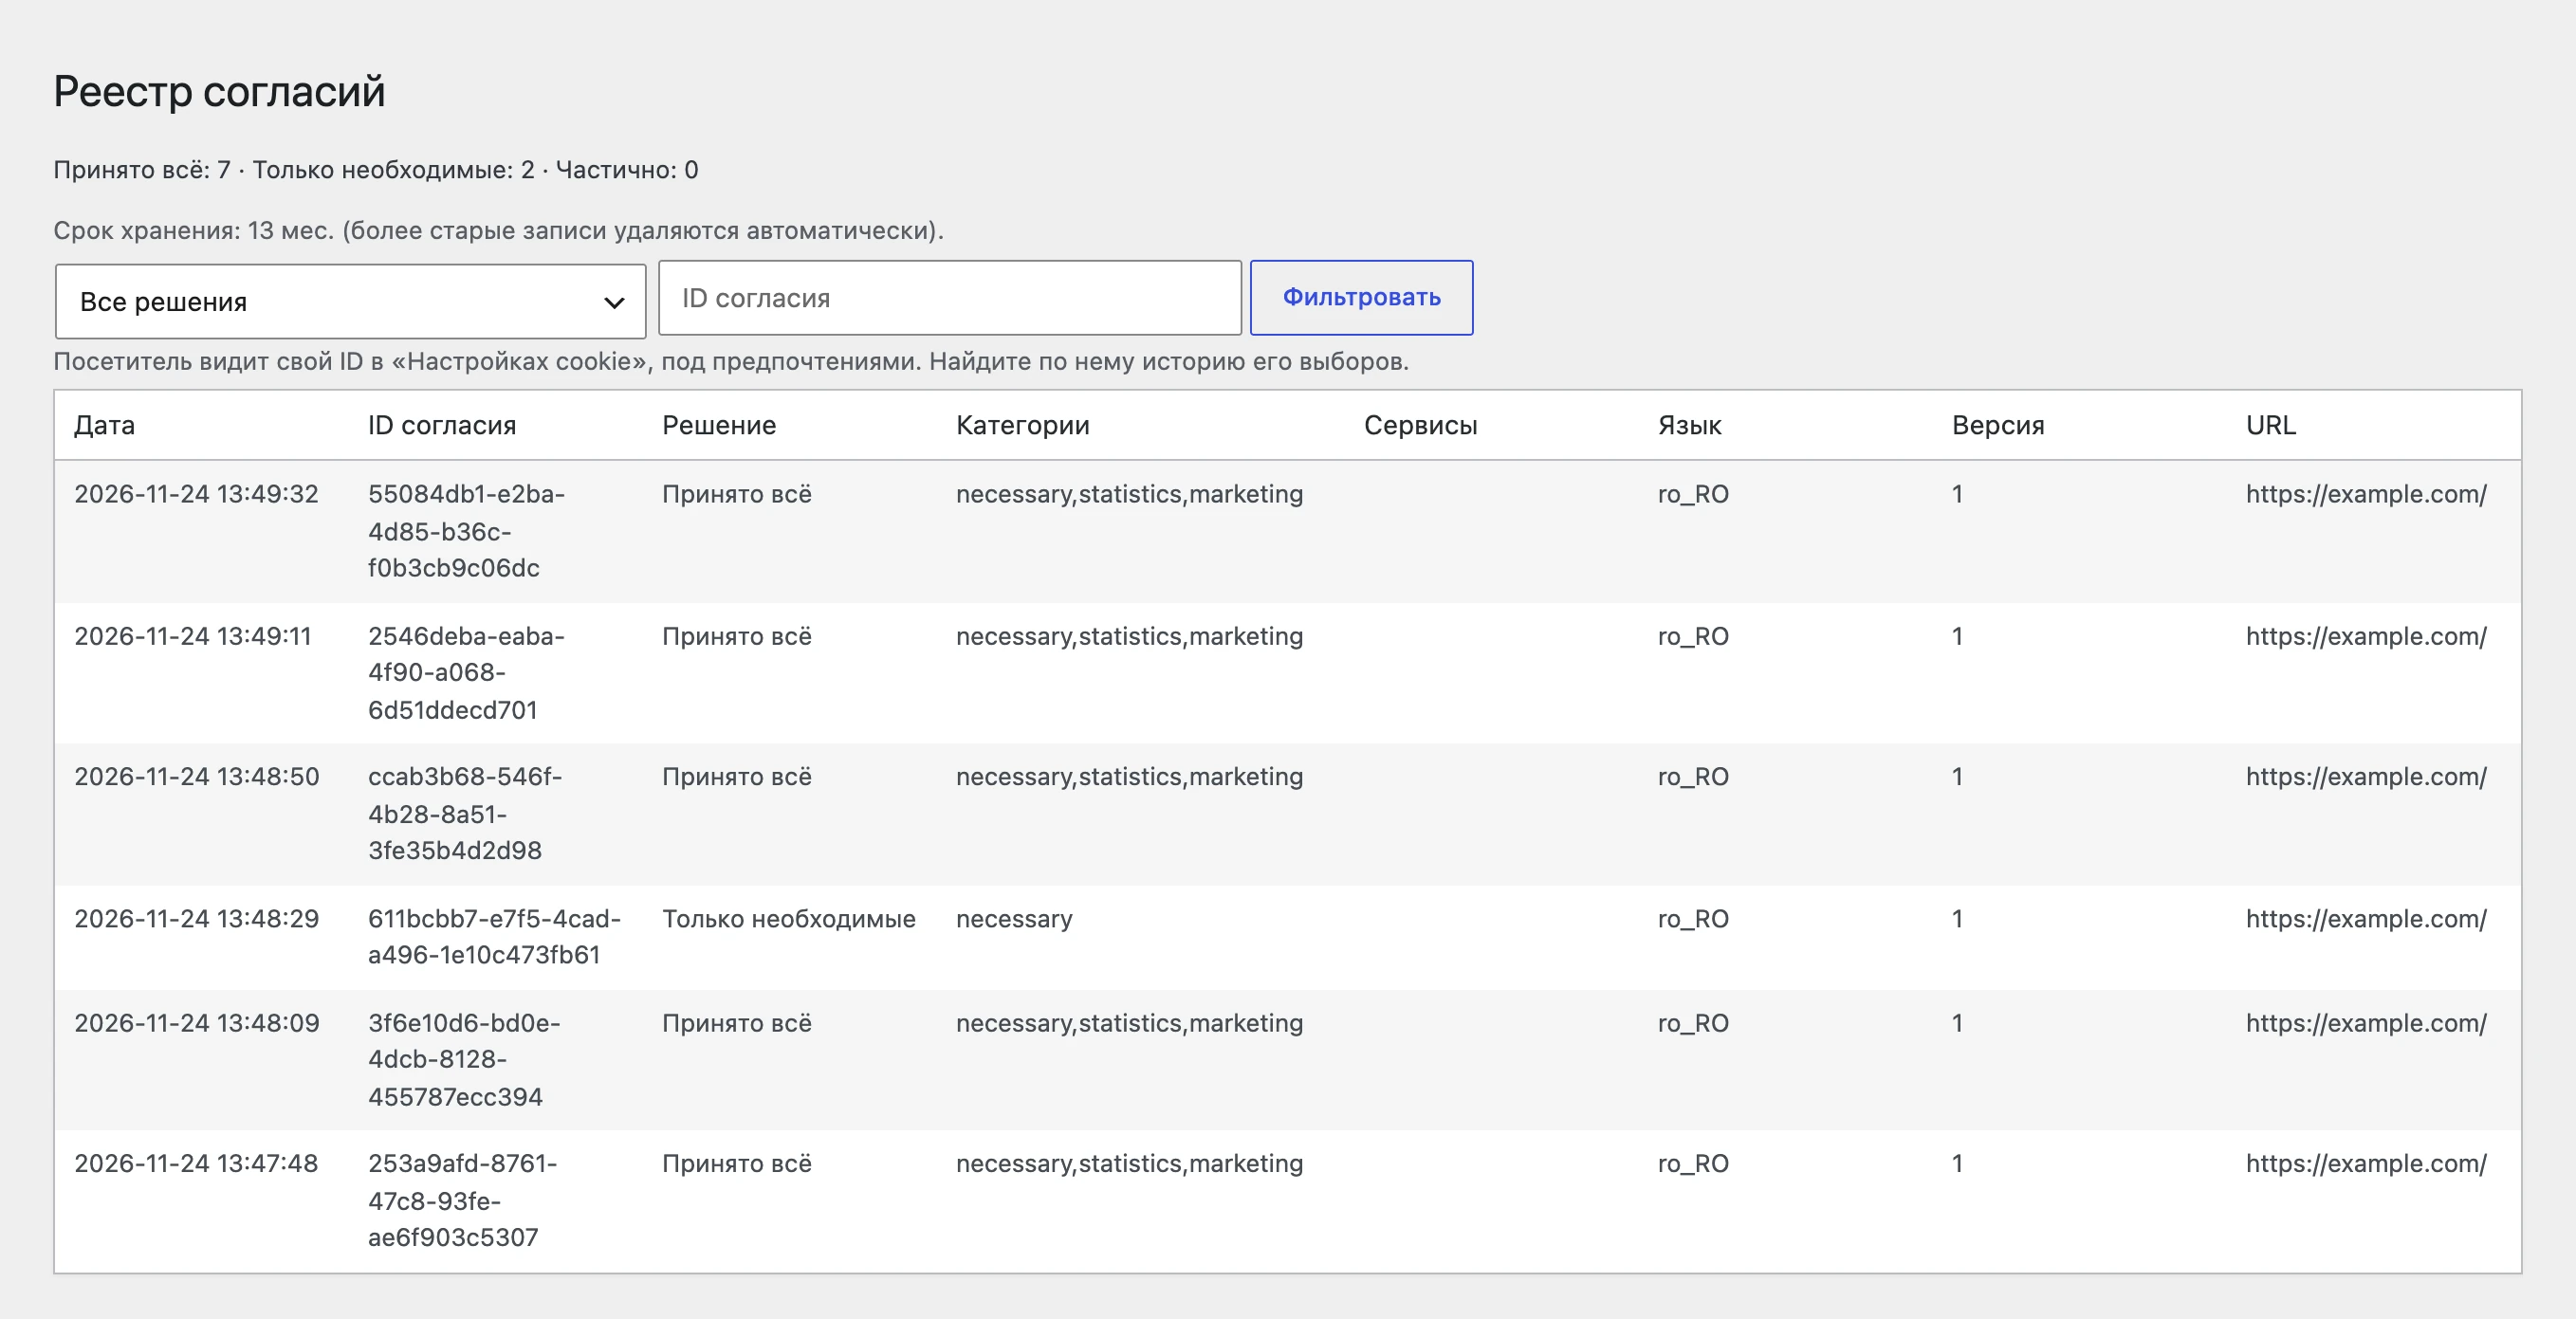 Реестр согласий
Принято всё: 7 · Только необходимые: 2 · Частично: 0
Срок хранения: 13 мес. (более старые записи удаляются автоматически).
Все решения ID согласия Фильтровать
Посетитель видит свой ID в «Настройках cookie», под предпочтениями. Найдите по нему историю его выборов.
Дата ID согласия Решение Категории Сервисы Язык Версия URL
2026-11-24 13:49:32 55084db1-e2ba- Принято всё necessary,statistics,marketing ro_RO 1 https://example.com/
4d85-b36c-
f0b3cb9c06dc
2026-11-24 13:49:11 2546deba-eaba- Принято всё necessary,statistics,marketing ro_RO 1 https://example.com/
4f90-a068-
6d51ddecd701
2026-11-24 13:48:50 ccab3b68-546f- Принято всё necessary,statistics,marketing ro_RO 1 https://example.com/
4b28-8a51-
3fe35b4d2d98
2026-11-24 13:48:29 611bcbb7-e7f5-4cad- Только необходимые necessary ro_RO 1 https://example.com/
a496-1e10c473fb61
2026-11-24 13:48:09 3f6e10d6-bd0e- Принято всё necessary,statistics,marketing ro_RO 1 https://example.com/
4dcb-8128-
455787ecc394
2026-11-24 13:47:48 253a9afd-8761- Принято всё necessary,statistics,marketing ro_RO 1 https://example.com/
47c8-93fe-
ae6f903c5307